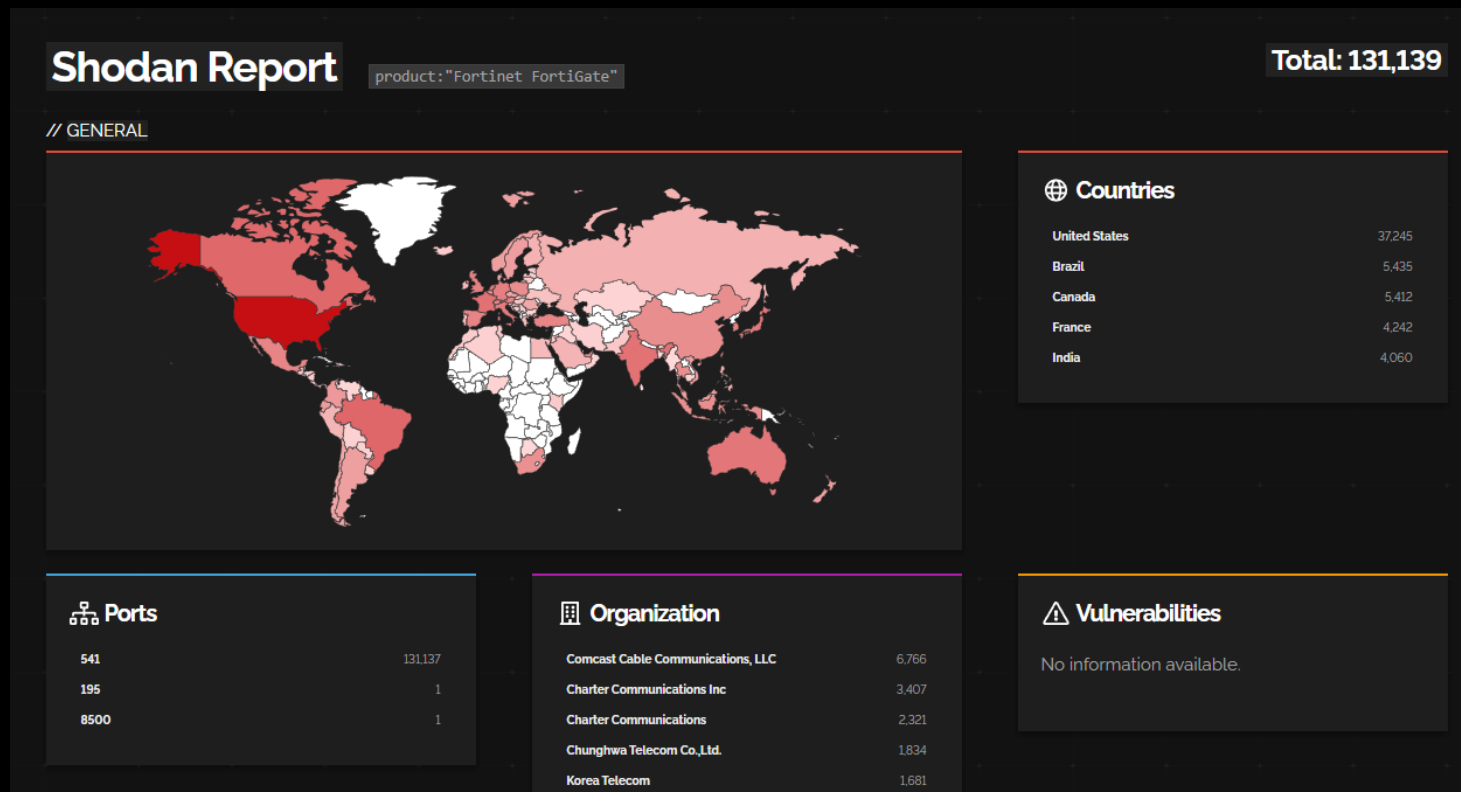 Shodan Report
product:"Fortinet FortiGate"
Total: 131,139
// GENERAL
Countries
United States 37,245
Brazil 5,435
Canada 5,412
France 4,242
India 4,060
Ports
541 131,137
195 1
8500 1
Organization
Comcast Cable Communications, LLC 6,766
Charter Communications Inc 3,407
Charter Communications 2,321
Chunghwa Telecom Co.,Ltd. 1,834
Korea Telecom 1,681
Vulnerabilities
No information available.